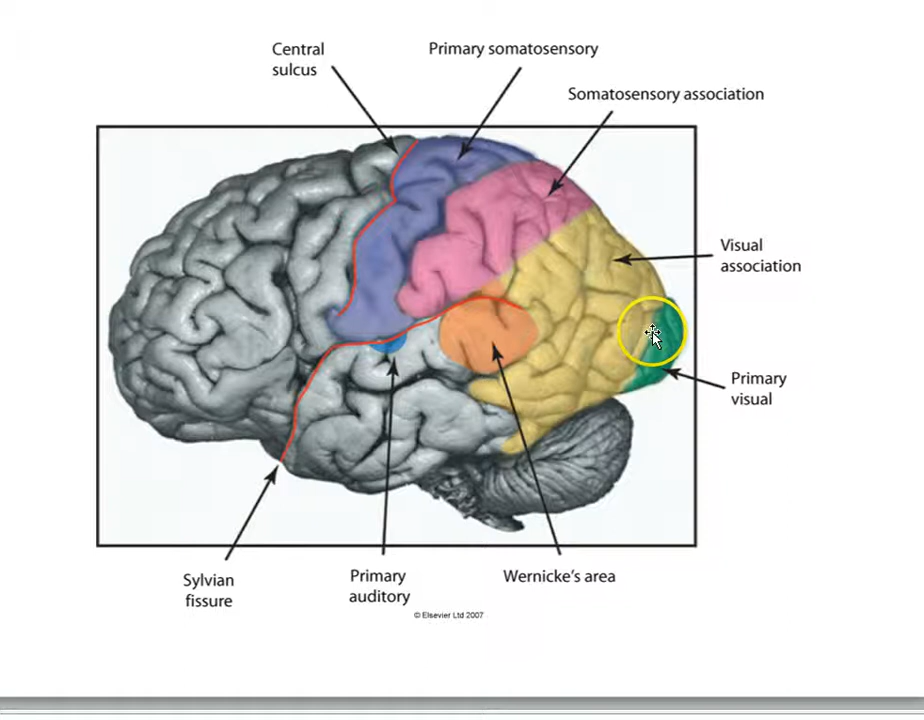 Central
sulcus
Primary somatosensory
Somatosensory association
Visual
association
Primary
visual
Sylvian
fissure
Primary
auditory
Wernicke's area
© Elsevier Ltd 2007